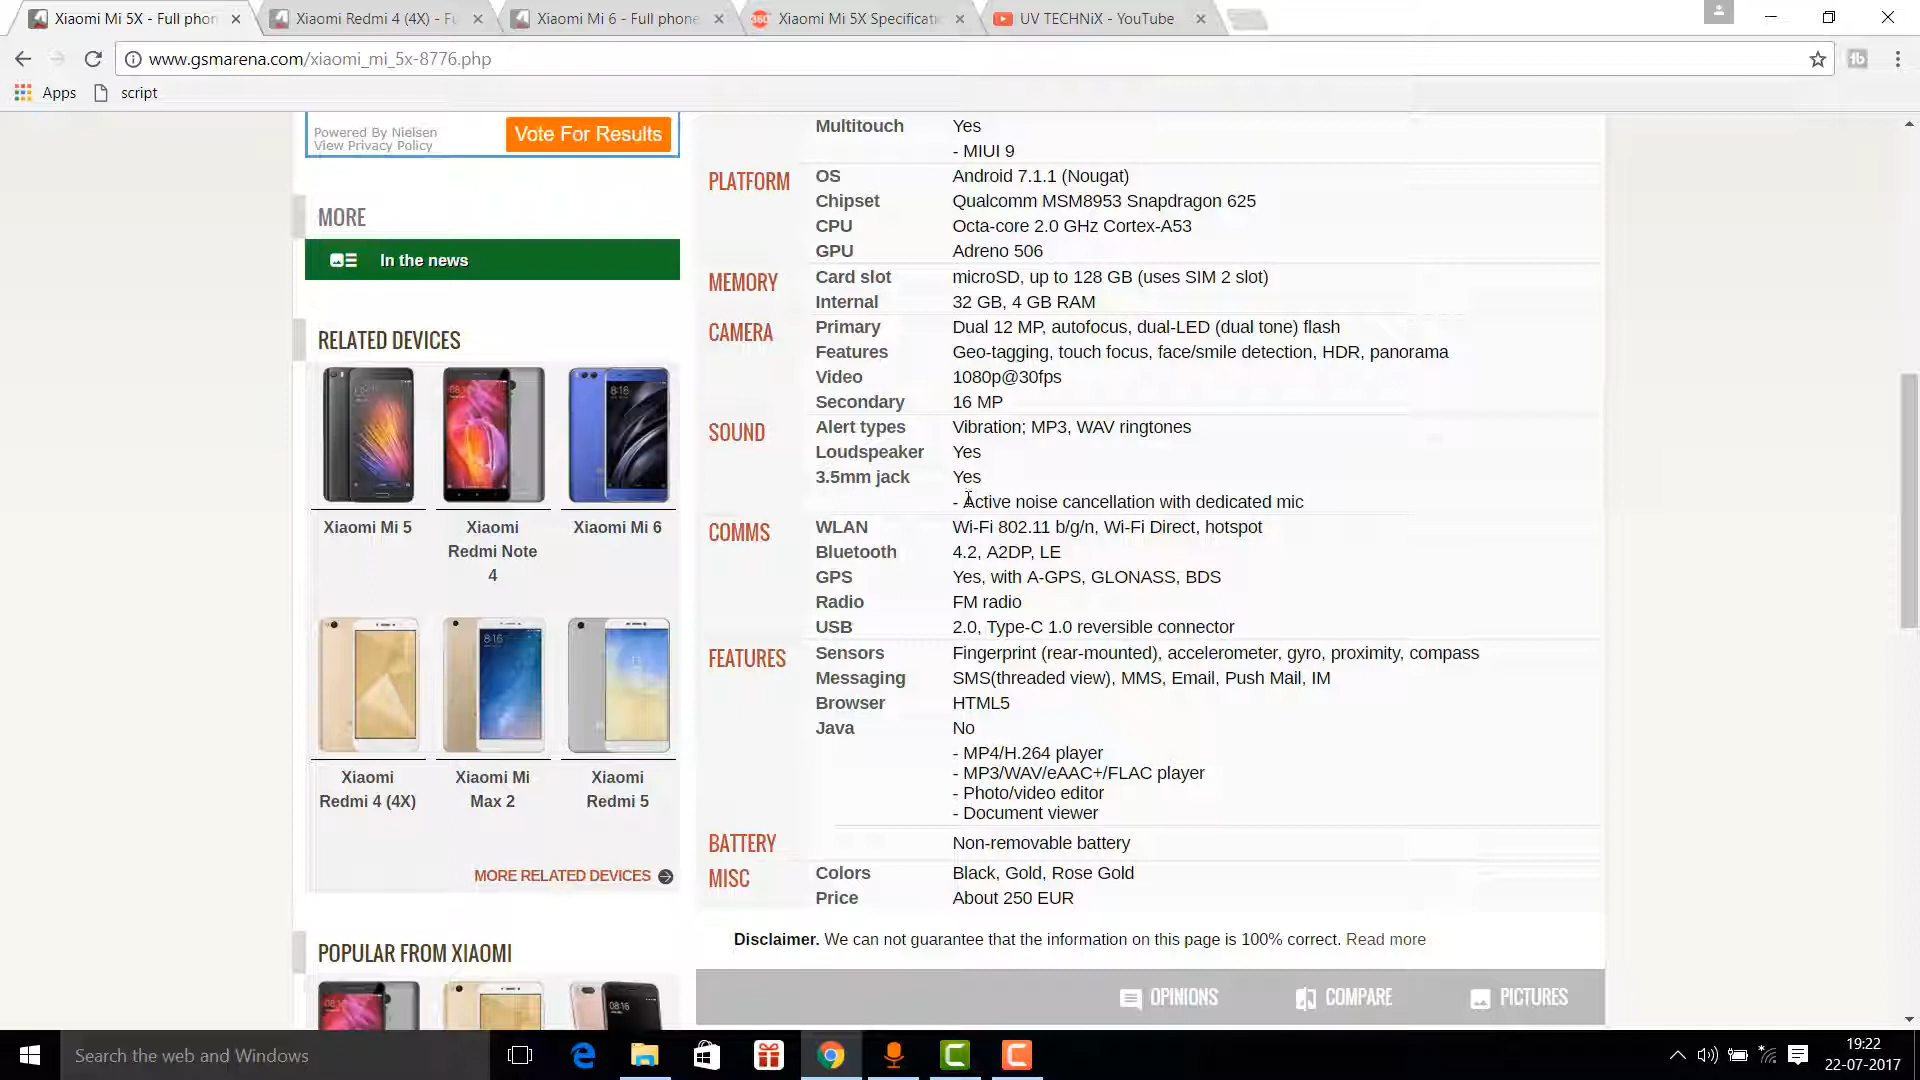 Xiaomi Mi 5X - Full phon
Xiaomi Redmi 4 (4X) - Fu
Xiaomi Mi 6 - Full phone
360
Xiaomi Mi 5X Specificati
UV TECHNiX - YouTube
www.gsmarena.com/xiaomi_mi_5x-8776.php
Apps
script
Powered By Nielsen
View Privacy Policy
Vote For Results
MORE
In the news
RELATED DEVICES
Xiaomi Mi 5
Xiaomi
Redmi Note
4
Xiaomi Mi 6
Xiaomi
Redmi 4 (4X)
Xiaomi Mi
Max 2
Xiaomi
Redmi 5
MORE RELATED DEVICES
POPULAR FROM XIAOMI
Multitouch Yes
- MIUI 9
PLATFORM OS Android 7.1.1 (Nougat)
Chipset Qualcomm MSM8953 Snapdragon 625
CPU Octa-core 2.0 GHz Cortex-A53
GPU Adreno 506
MEMORY Card slot microSD, up to 128 GB (uses SIM 2 slot)
Internal 32 GB, 4 GB RAM
CAMERA Primary Dual 12 MP, autofocus, dual-LED (dual tone) flash
Features Geo-tagging, touch focus, face/smile detection, HDR, panorama
Video 1080p@30fps
Secondary 16 MP
SOUND Alert types Vibration; MP3, WAV ringtones
Loudspeaker Yes
3.5mm jack Yes
- Active noise cancellation with dedicated mic
COMMS WLAN Wi-Fi 802.11 b/g/n, Wi-Fi Direct, hotspot
Bluetooth 4.2, A2DP, LE
GPS Yes, with A-GPS, GLONASS, BDS
Radio FM radio
USB 2.0, Type-C 1.0 reversible connector
FEATURES Sensors Fingerprint (rear-mounted), accelerometer, gyro, proximity, compass
Messaging SMS(threaded view), MMS, Email, Push Mail, IM
Browser HTML5
Java No
- MP4/H.264 player
- MP3/WAV/eAAC+/FLAC player
- Photo/video editor
- Document viewer
BATTERY Non-removable battery
MISC Colors Black, Gold, Rose Gold
Price About 250 EUR
Disclaimer. We can not guarantee that the information on this page is 100% correct. Read more
OPINIONS COMPARE PICTURES
Search the web and Windows
19:22
22-07-2017